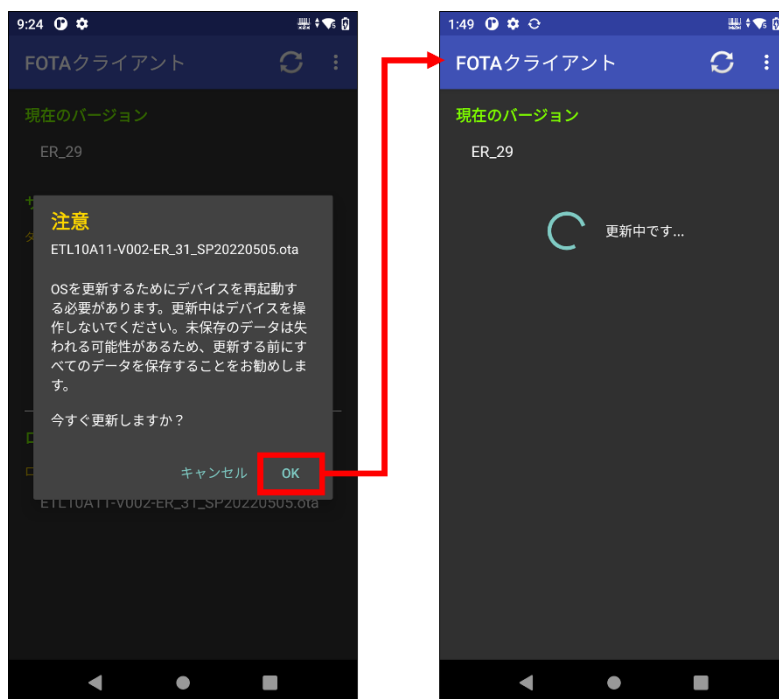 9:24
FOTAクライアント
現在のバージョン
ER_29
注意
ETL10A11-V002-ER_31_SP20220505.ota
OSを更新するためにデバイスを再起動す
る必要があります。更新中はデバイスを操
作しないでください。未保存のデータは失
われる可能性があるため、更新する前にす
べてのデータを保存することをお勧めしま
す。
今すぐ更新しますか？
キャンセル OK
ETL10A11-V002-ER_31_SP20220505.ota
1:49
FOTAクライアント
現在のバージョン
ER_29
更新中です...